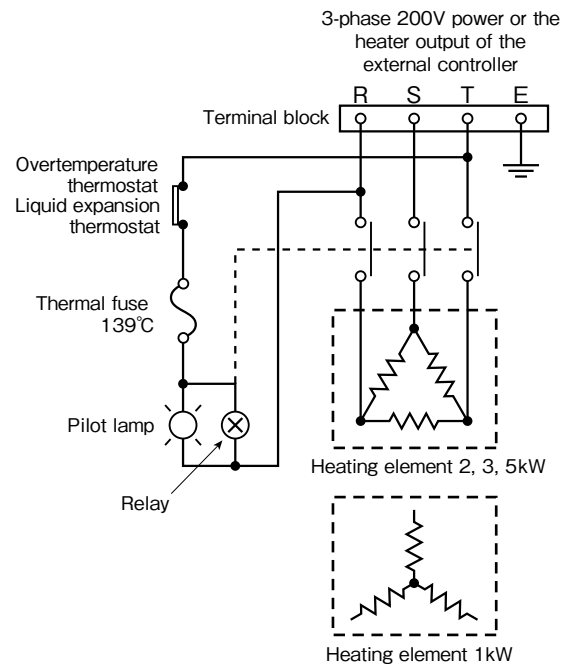 3-phase 200V power or the
heater output of the
external controller
R S T E
Terminal block
Overtemperature
thermostat
Liquid expansion
thermostat
Thermal fuse
139℃
Pilot lamp
Relay
Heating element 2, 3, 5kW
Heating element 1kW